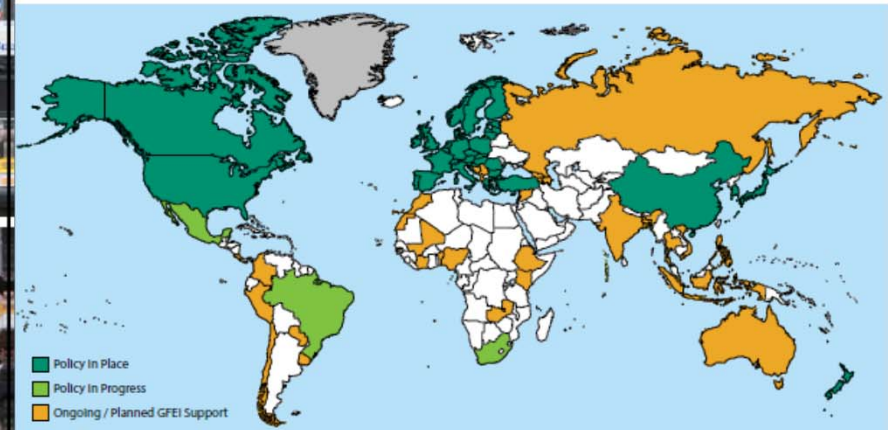 Policy In Place
Policy In Progress
Ongoing / Planned GFEI Support